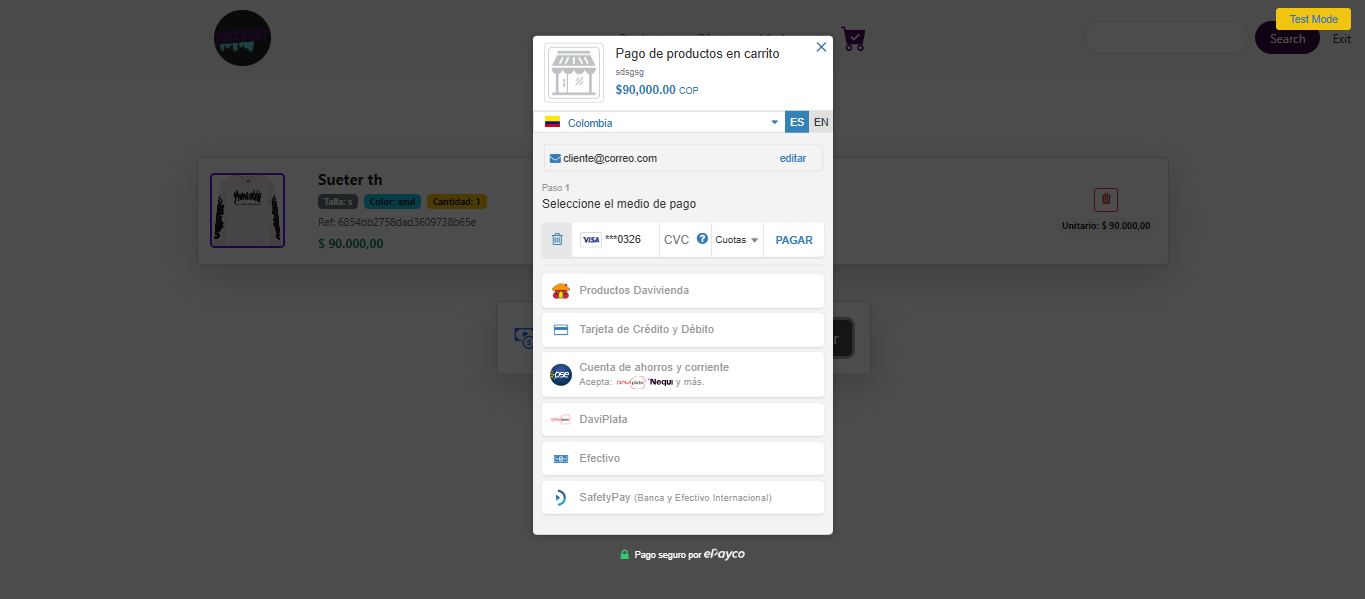 Test Mode
Search
Exit
Pago de productos en carrito
sdsgsg
$90,000.00 COP
Colombia
ES EN
cliente@correo.com editar
Paso 1
Seleccione el medio de pago
VISA ***0326 CVC ? Cuotas PAGAR
Productos Davivienda
Tarjeta de Crédito y Débito
pse Cuenta de ahorros y corriente
Acepta: DAVIplata Nequi y más.
DaviPlata
Efectivo
SafetyPay (Banca y Efectivo Internacional)
Pago seguro por ePayco
Sueter th
Talla: s Color: azul Cantidad: 1
Ref: 6854bb2758dad3609738b65e
$ 90.000,00
Unitario: $ 90.000,00